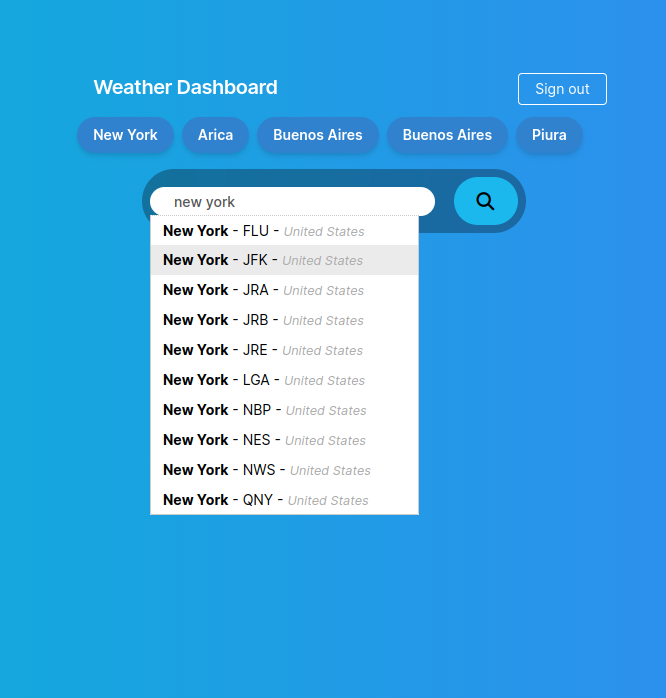 Weather Dashboard
Sign out
New York Arica Buenos Aires Buenos Aires Piura
new york
New York - FLU - United States
New York - JFK - United States
New York - JRA - United States
New York - JRB - United States
New York - JRE - United States
New York - LGA - United States
New York - NBP - United States
New York - NES - United States
New York - NWS - United States
New York - QNY - United States